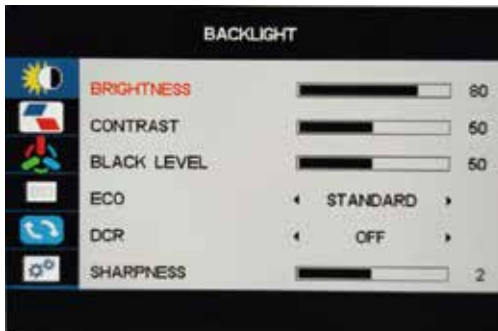 BACKLIGHT
BRIGHTNESS 80
CONTRAST 50
BLACK LEVEL 50
ECO STANDARD
DCR OFF
SHARPNESS 2